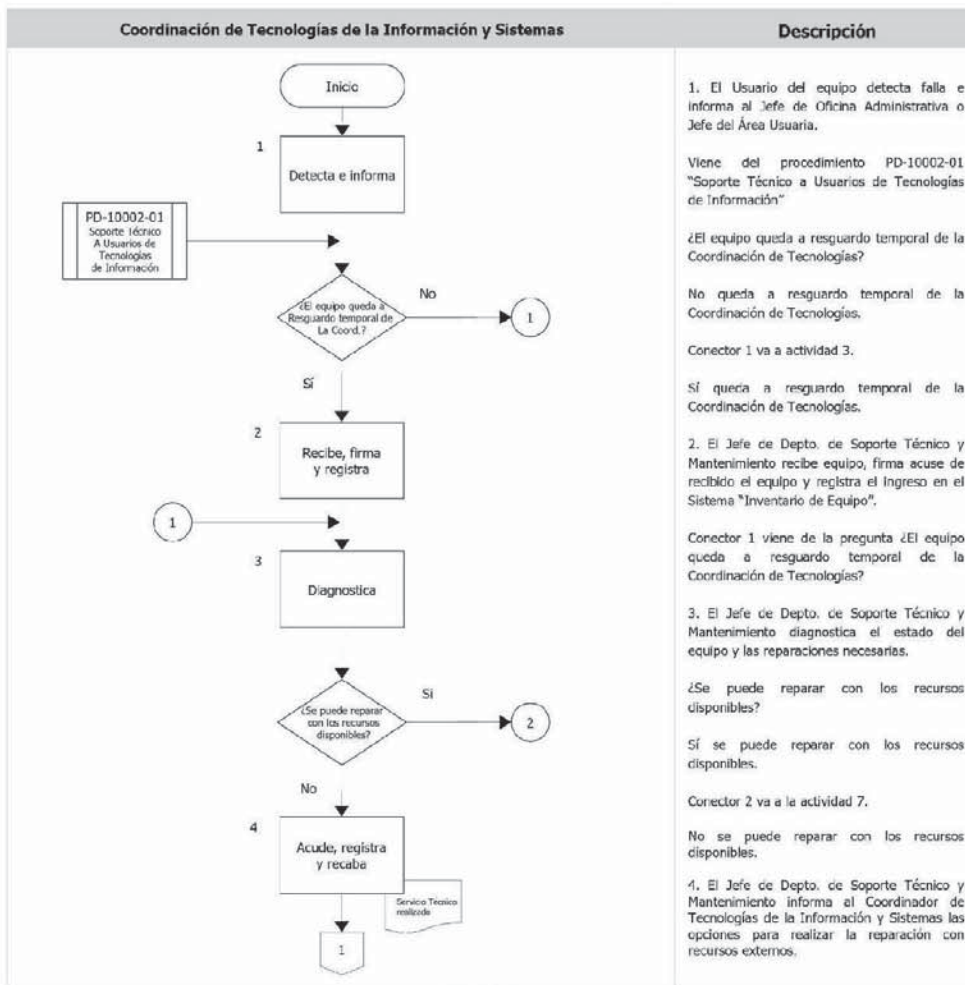 Coordinación de Tecnologías de la Información y Sistemas
Descripción
Inicio
1
Detecta e informa
PD-10002-01
Soporte Técnico
A Usuarios de
Tecnologías
de Información
¿El equipo queda a
Resguardo temporal de
La Coord.?
No
1
Sí
2
Recibe, firma
y registra
1
3
Diagnostica
¿Se puede reparar
con los recursos
disponibles?
Si
2
No
4
Acude, registra
y recaba
Servicio Técnico
realizado
1
1. El Usuario del equipo detecta falla e
informa al Jefe de Oficina Administrativa o
Jefe del Área Usuaria.
Viene del procedimiento PD-10002-01
"Soporte Técnico a Usuarios de Tecnologías
de Información"
¿El equipo queda a resguardo temporal de la
Coordinación de Tecnologías?
No queda a resguardo temporal de la
Coordinación de Tecnologías.
Conector 1 va a actividad 3.
Sí queda a resguardo temporal de la
Coordinación de Tecnologías.
2. El Jefe de Depto. de Soporte Técnico y
Mantenimiento recibe equipo, firma acuse de
recibido el equipo y registra el ingreso en el
Sistema "Inventario de Equipo".
Conector 1 viene de la pregunta ¿El equipo
queda a resguardo temporal de la
Coordinación de Tecnologías?
3. El Jefe de Depto. de Soporte Técnico y
Mantenimiento diagnostica el estado del
equipo y las reparaciones necesarias.
¿Se puede reparar con los recursos
disponibles?
Sí se puede reparar con los recursos
disponibles.
Conector 2 va a la actividad 7.
No se puede reparar con los recursos
disponibles.
4. El Jefe de Depto. de Soporte Técnico y
Mantenimiento informa al Coordinador de
Tecnologías de la Información y Sistemas las
opciones para realizar la reparación con
recursos externos.